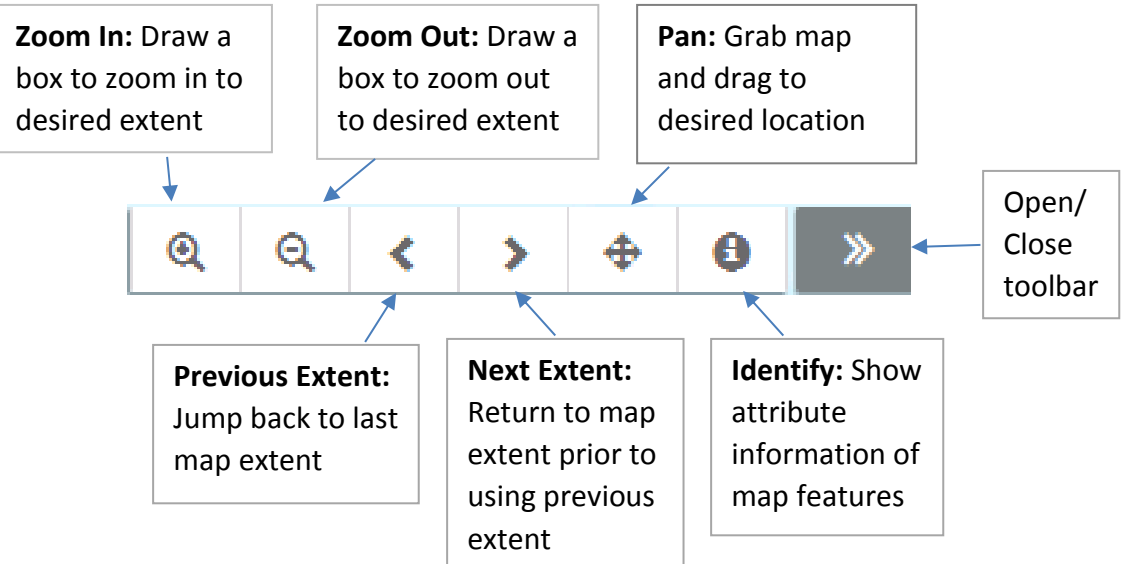 Zoom In: Draw a
box to zoom in to
desired extent
Zoom Out: Draw a
box to zoom out
to desired extent
Pan: Grab map
and drag to
desired location
Open/
Close
toolbar
Previous Extent:
Jump back to last
map extent
Next Extent:
Return to map
extent prior to
using previous
extent
Identify: Show
attribute
information of
map features